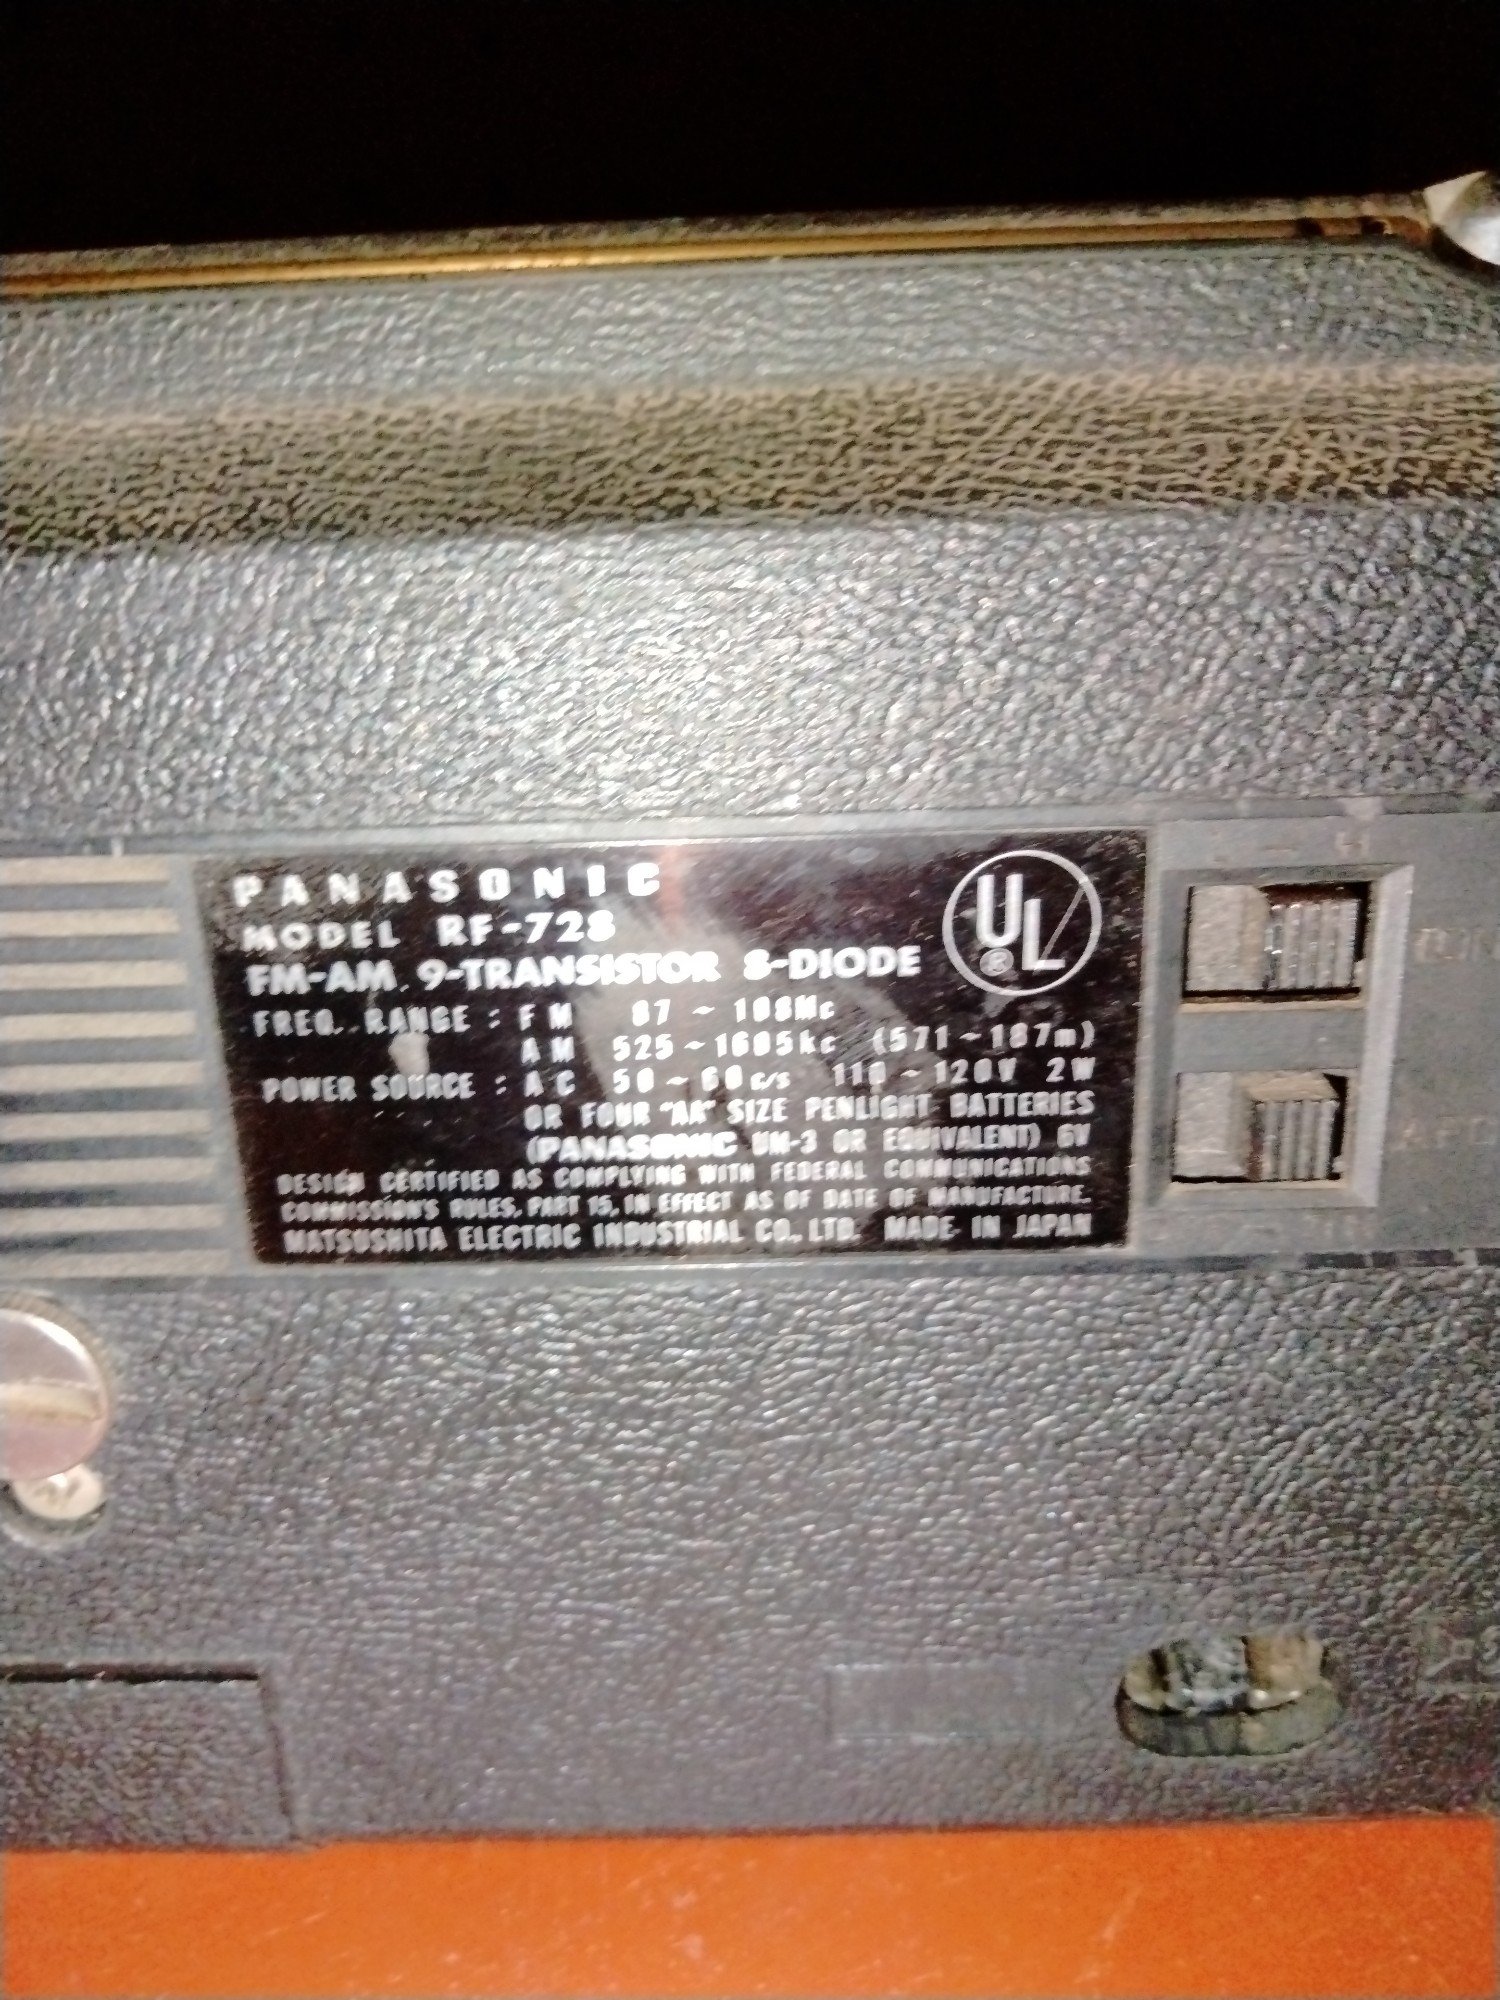 PANASONIC
MODEL RF-728
FM-AM 9-TRANSISTOR 8-DIODE
UL
®
FREQ. RANGE : FM 87 ~ 108Mc
AM 525 ~ 1605kc (571 ~ 187m)
POWER SOURCE : AC 50 ~ 60c/s 110 ~ 120V 2W
OR FOUR "AA" SIZE PENLIGHT BATTERIES
(PANASONIC UM-3 OR EQUIVALENT) 6V
DESIGN CERTIFIED AS COMPLYING WITH FEDERAL COMMUNICATIONS
COMMISSION'S RULES, PART 15, IN EFFECT AS OF DATE OF MANUFACTURE.
MATSUSHITA ELECTRIC INDUSTRIAL CO., LTD. MADE IN JAPAN